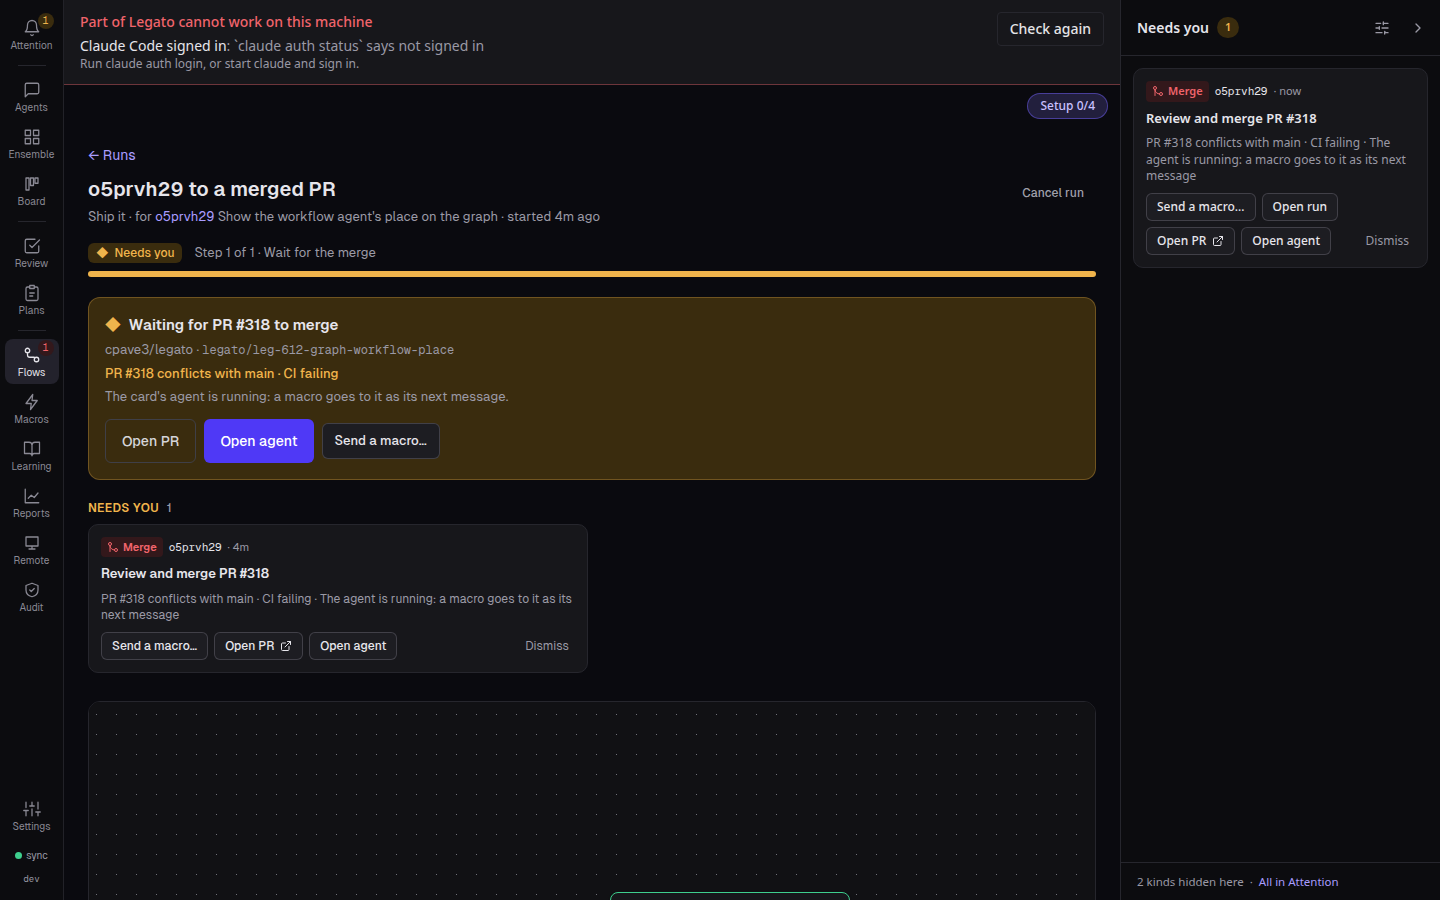 1
Attention
Agents
Ensemble
Board
Review
Plans
1
Flows
Macros
Learning
Reports
Remote
Audit
Settings
sync
dev
Part of Legato cannot work on this machine
Claude Code signed in: `claude auth status` says not signed in
Run claude auth login, or start claude and sign in.
Check again
Setup 0/4
← Runs
o5prvh29 to a merged PR
Ship it · for o5prvh29 Show the workflow agent's place on the graph · started 4m ago
Cancel run
Needs you Step 1 of 1 · Wait for the merge
Waiting for PR #318 to merge
cpave3/legato · legato/leg-612-graph-workflow-place
PR #318 conflicts with main · CI failing
The card's agent is running: a macro goes to it as its next message.
Open PR Open agent Send a macro...
NEEDS YOU 1
Merge o5prvh29 · 4m
Review and merge PR #318
PR #318 conflicts with main · CI failing · The agent is running: a macro goes to it as its
next message
Send a macro... Open PR Open agent Dismiss
Needs you 1
Merge o5prvh29 · now
Review and merge PR #318
PR #318 conflicts with main · CI failing · The
agent is running: a macro goes to it as its next
message
Send a macro... Open run
Open PR Open agent Dismiss
2 kinds hidden here · All in Attention